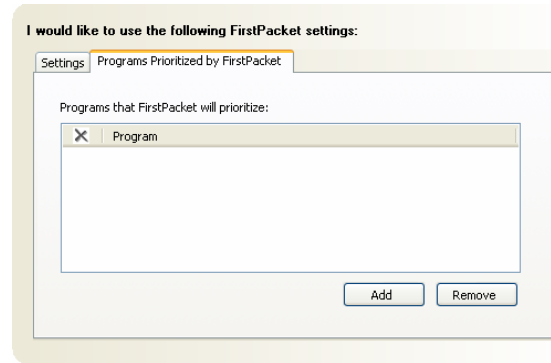 I would like to use the following FirstPacket settings:
Settings Programs Prioritized by FirstPacket
Programs that FirstPacket will prioritize:
Program
Add Remove